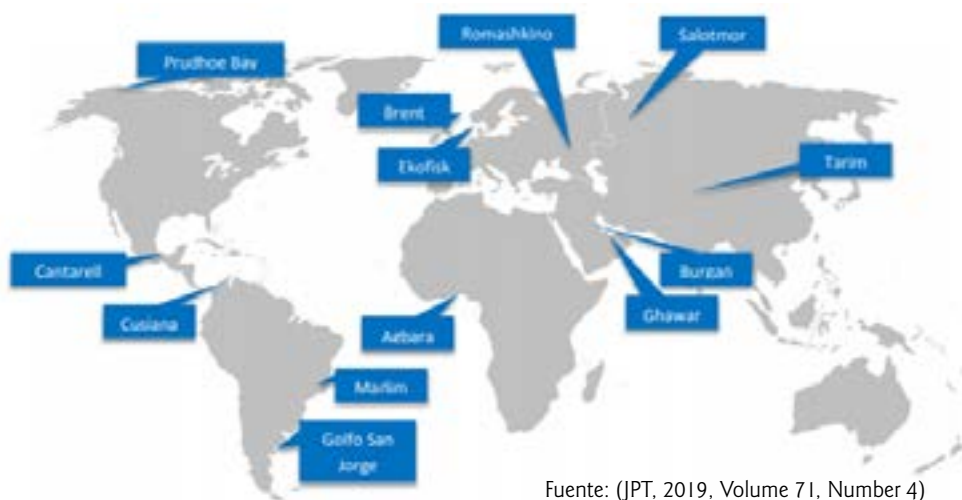 Romashkino
Salotmor
Prudhoe Bay
Brent
Ekofisk
Tarim
Cantarell
Burgan
Cusiana
Ghawar
Agbara
Marlim
Golfo San
Jorge
Fuente: (JPT, 2019, Volume 71, Number 4)